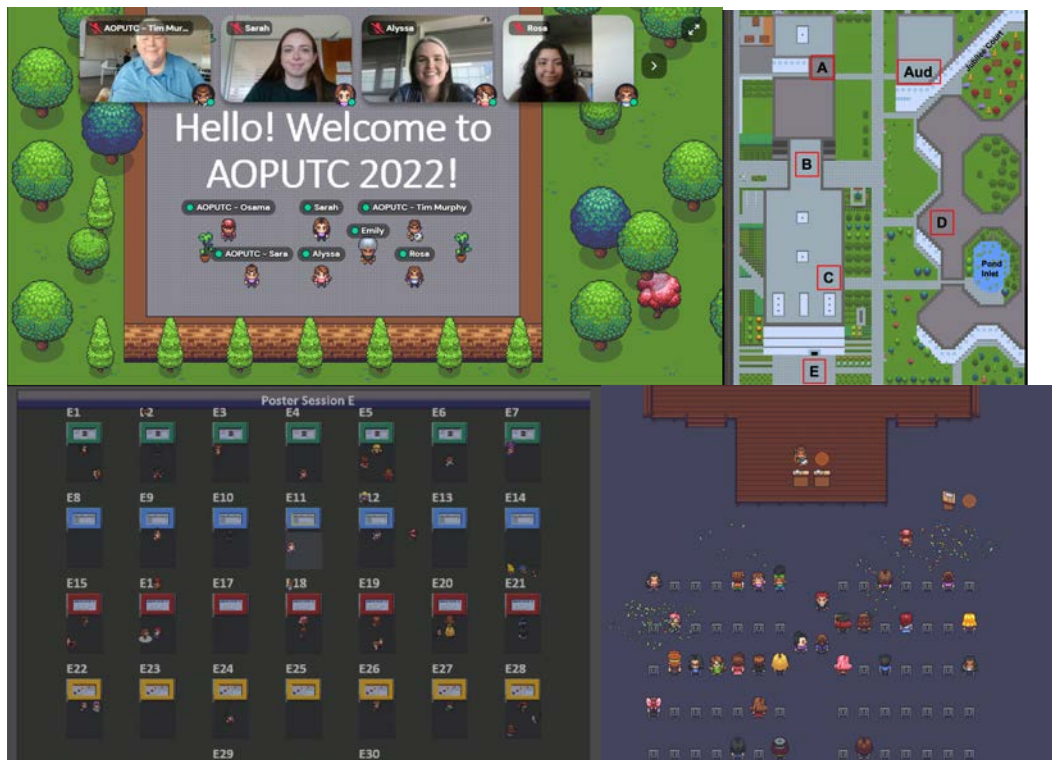 AOPUTC - Tim Mur...
Sarah
Alyssa
Rosa
Hello! Welcome to
AOPUTC 2022!
AOPUTC - Osama
Sarah
AOPUTC - Tim Murphy
Emily
AOPUTC - Sara
Alyssa
Rosa
A
Aud
Jubilee Court
B
D
Pond
Inlet
C
E
Poster Session E
E1
E3
E4
E5
E6
E7
E8
E9
E10
E11
E13
E14
E15
E17
E19
E20
E21
E22
E23
E24
E25
E26
E27
E28
E29
E30